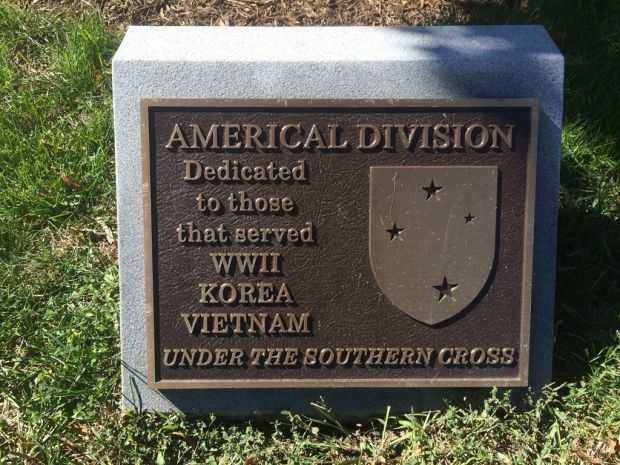 AMERICAL DIVISION
Dedicated
to those
that served
WWII
KOREA
VIETNAM
UNDER THE SOUTHERN CROSS